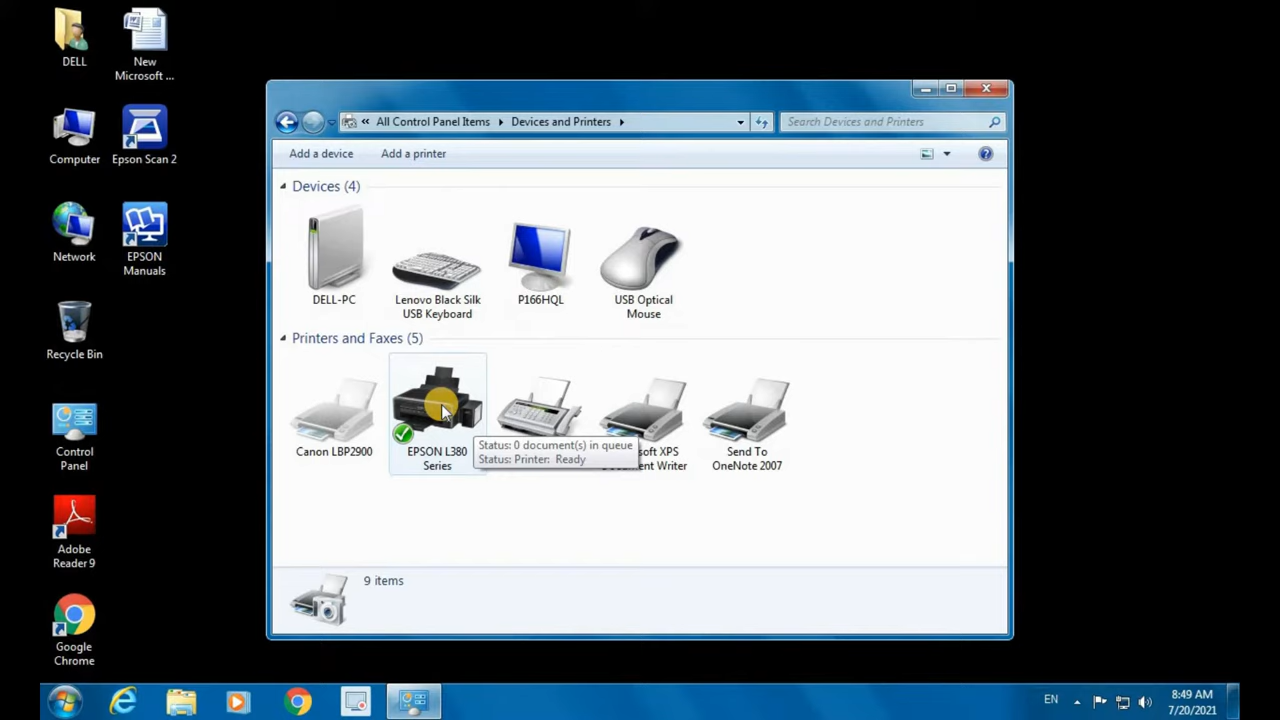 DELL
New
Microsoft ...
Computer
Epson Scan 2
Network
EPSON
Manuals
Recycle Bin
Control
Panel
Adobe
Reader 9
Google
Chrome
« All Control Panel Items Devices and Printers
Search Devices and Printers
Add a device
Add a printer
Devices (4)
DELL-PC
Lenovo Black Silk
USB Keyboard
P166HQL
USB Optical
Mouse
Printers and Faxes (5)
Canon LBP2900
EPSON L380
Series
Status: 0 document(s) in queue
Status: Printer: Ready
XPS
Writer
Send To
OneNote 2007
9 items
EN
8:49 AM
7/20/2021